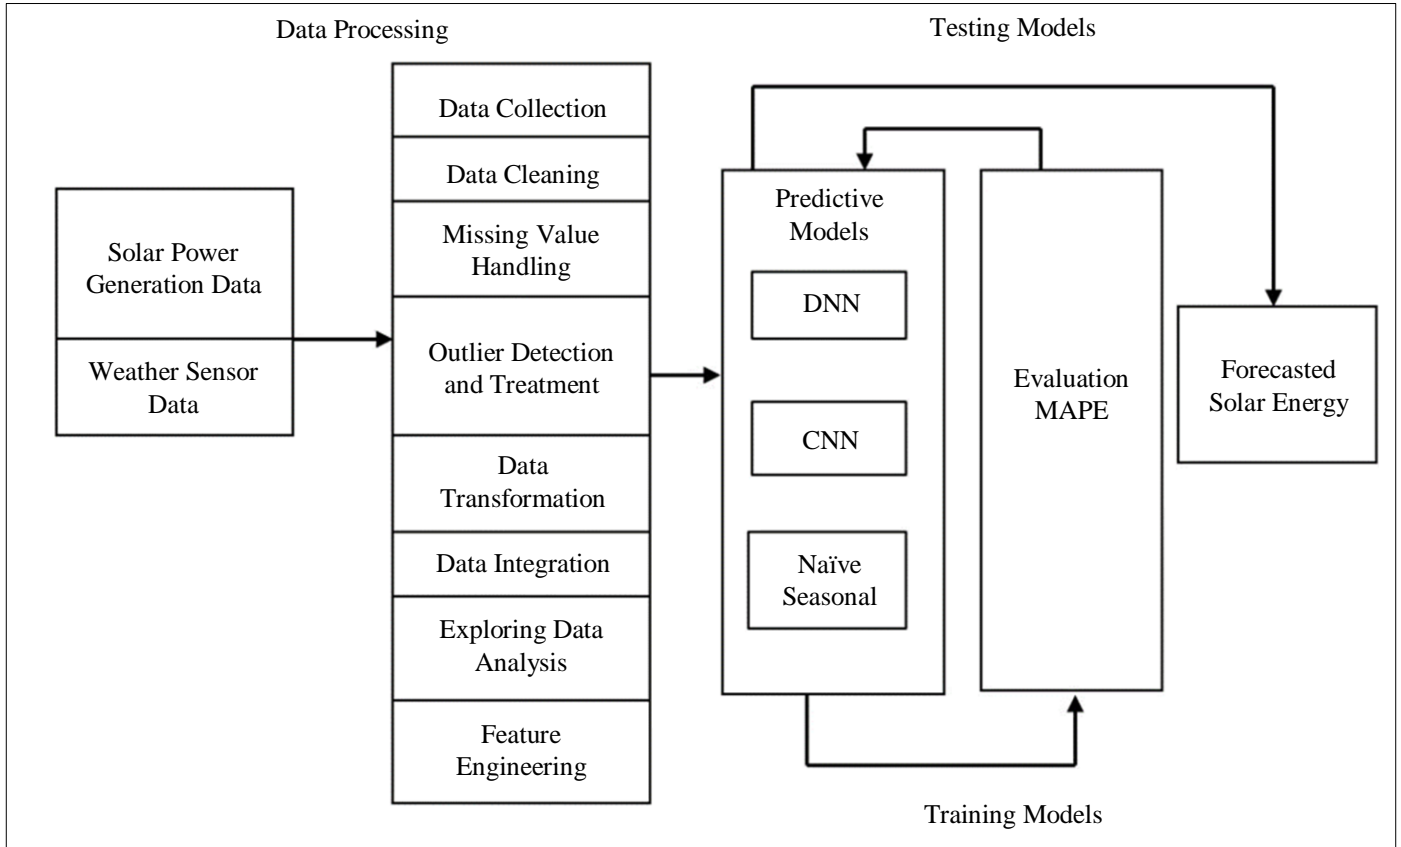 Data Processing
Testing Models
Solar Power
Generation Data
Weather Sensor
Data
Data Collection
Data Cleaning
Missing Value
Handling
Outlier Detection
and Treatment
Data
Transformation
Data Integration
Exploring Data
Analysis
Feature
Engineering
Predictive
Models
DNN
CNN
Naïve
Seasonal
Evaluation
MAPE
Forecasted
Solar Energy
Training Models